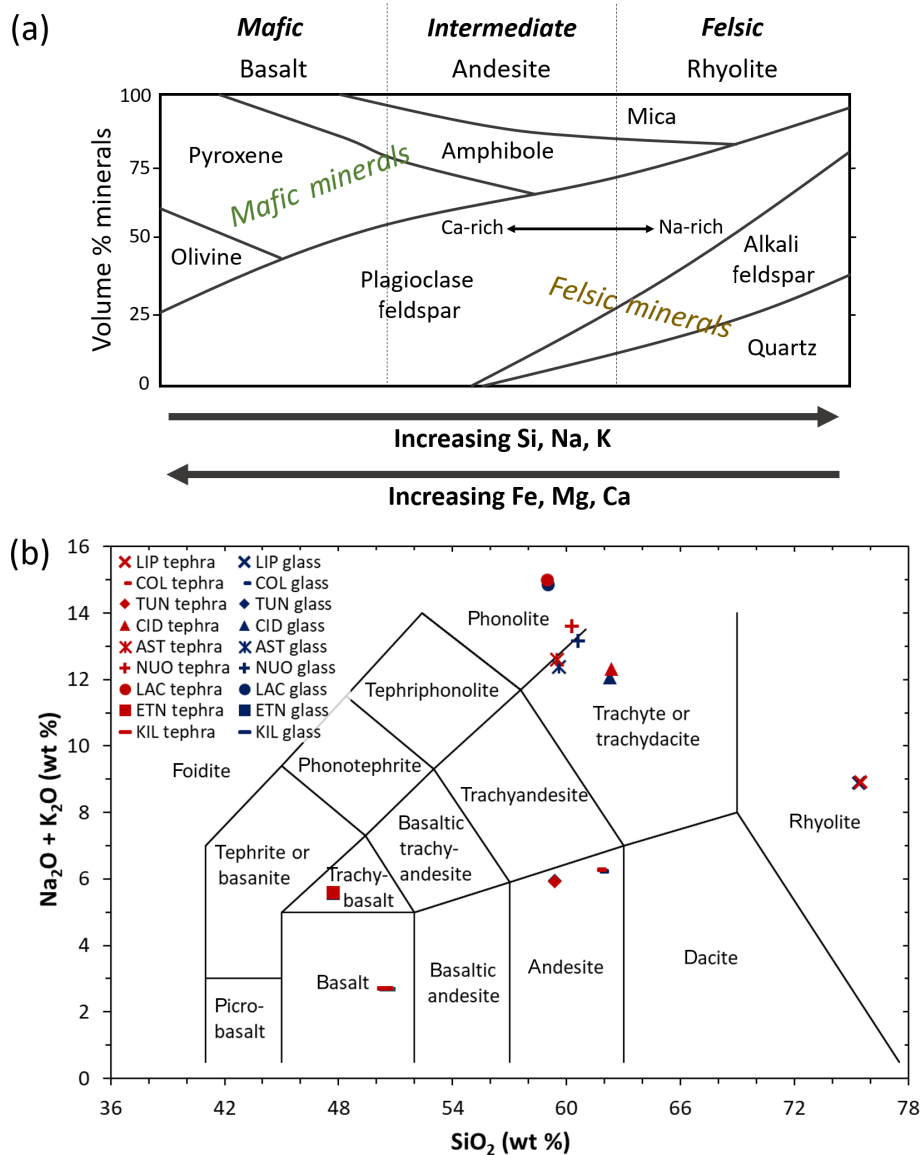 (a)
Mafic Intermediate Felsic
Basalt Andesite Rhyolite
Volume % minerals
100
75
50
25
0
Mica
Pyroxene
Amphibole
Mafic minerals
Ca-rich
Na-rich
Olivine
Alkali
feldspar
Plagioclase
feldspar
Felsic minerals
Quartz
Increasing Si, Na, K
Increasing Fe, Mg, Ca
(b)
Na₂O + K₂O (wt %)
16
14
12
10
8
6
4
2
0
LIP tephra LIP glass
COL tephra COL glass
TUN tephra TUN glass
CID tephra CID glass
AST tephra AST glass
NUO tephra NUO glass
LAC tephra LAC glass
ETN tephra ETN glass
KIL tephra KIL glass
Phonolite
Tephriphonolite
Trachyte or
trachydacite
Foidite
Phonotephrite
Trachyandesite
Rhyolite
Basaltic
trachy-
andesite
Tephrite or
basanite
Trachy-
basalt
Basalt
Basaltic
andesite
Andesite
Dacite
Picro-
basalt
36 42 48 54 60 66 72 78
SiO₂ (wt %)